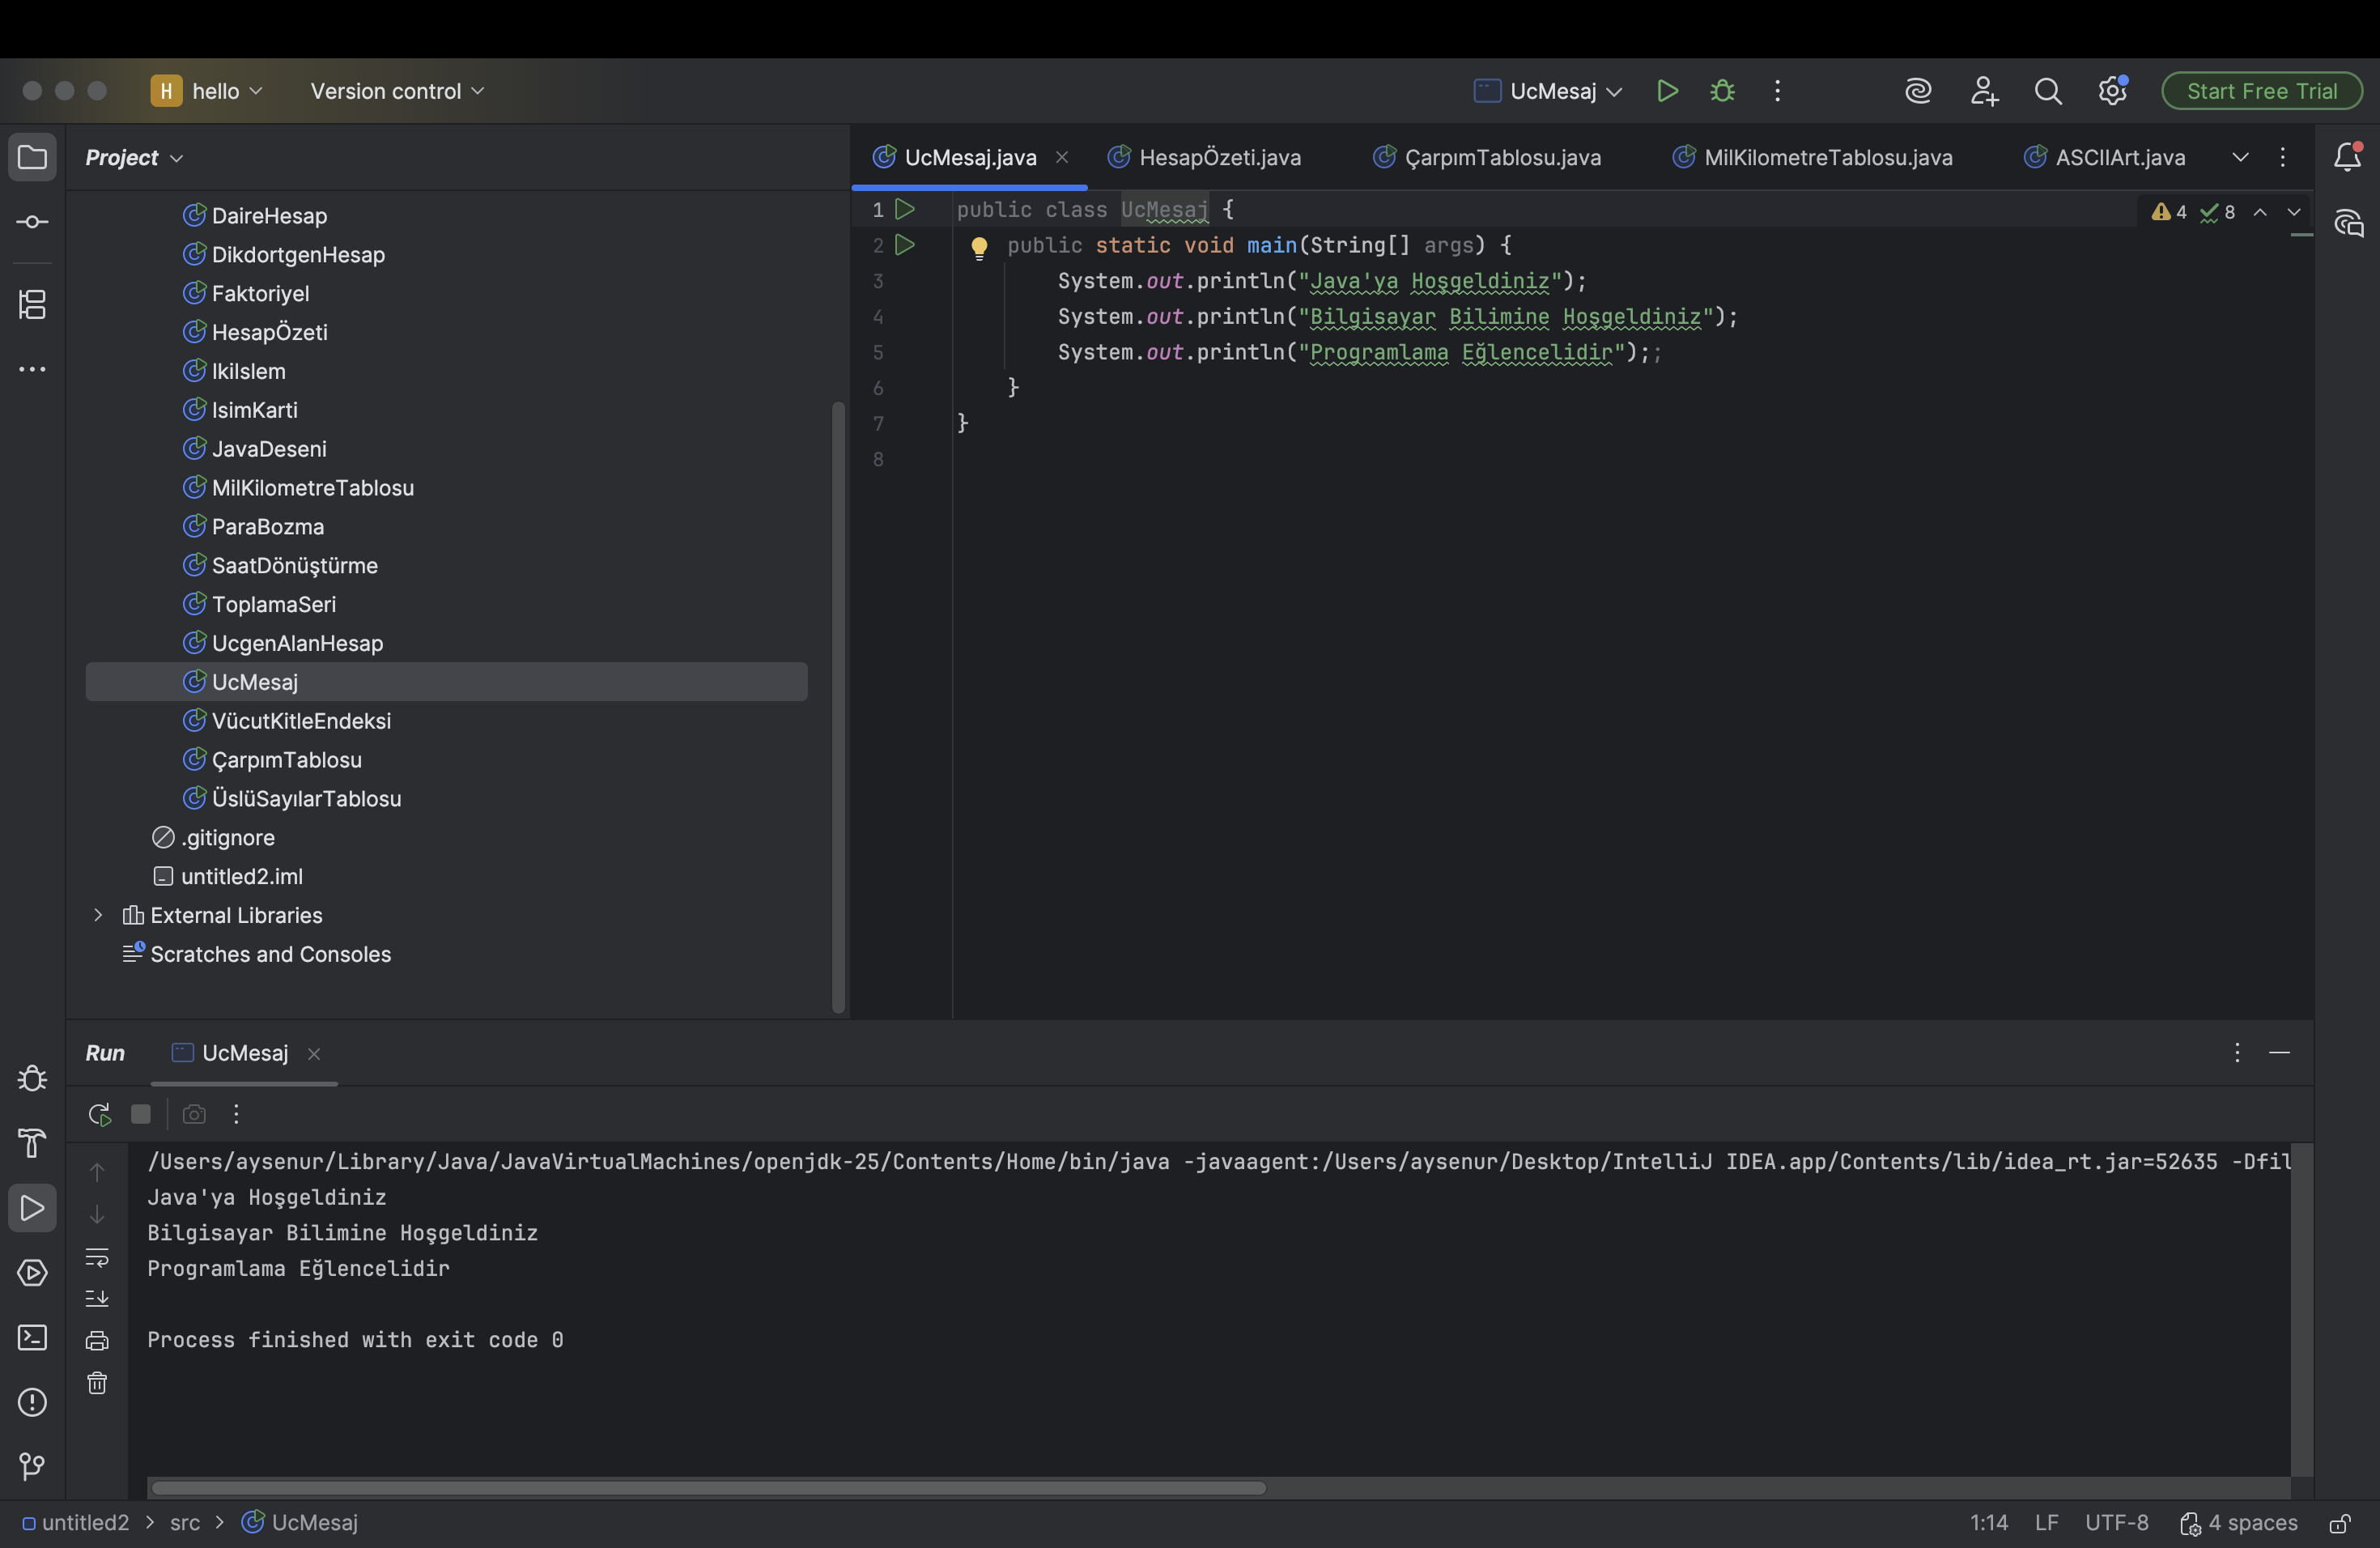 H hello Version control UcMesaj Start Free Trial
Project
DaireHesap
DikdortgenHesap
Faktoriyel
HesapÖzeti
IkiIslem
IsimKarti
JavaDeseni
MilKilometreTablosu
ParaBozma
SaatDönüştürme
ToplamaSeri
UcgenAlanHesap
UcMesaj
VücutKitleEndeksi
ÇarpımTablosu
ÜslüSayılarTablosu
.gitignore
untitled2.iml
External Libraries
Scratches and Consoles
UcMesaj.java HesapÖzeti.java ÇarpımTablosu.java MilKilometreTablosu.java ASCIIArt.java
4 8
1 public class UcMesaj {
2 public static void main(String[] args) {
3 System.out.println("Java'ya Hoşgeldiniz");
4 System.out.println("Bilgisayar Bilimine Hoşgeldiniz");
5 System.out.println("Programlama Eğlencelidir");;
6 }
7 }
8
Run UcMesaj
/Users/aysenur/Library/Java/JavaVirtualMachines/openjdk-25/Contents/Home/bin/java -javaagent:/Users/aysenur/Desktop/IntelliJ IDEA.app/Contents/lib/idea_rt.jar=52635 -Dfil
Java'ya Hoşgeldiniz
Bilgisayar Bilimine Hoşgeldiniz
Programlama Eğlencelidir
Process finished with exit code 0
untitled2 > src > UcMesaj 1:14 LF UTF-8 4 spaces